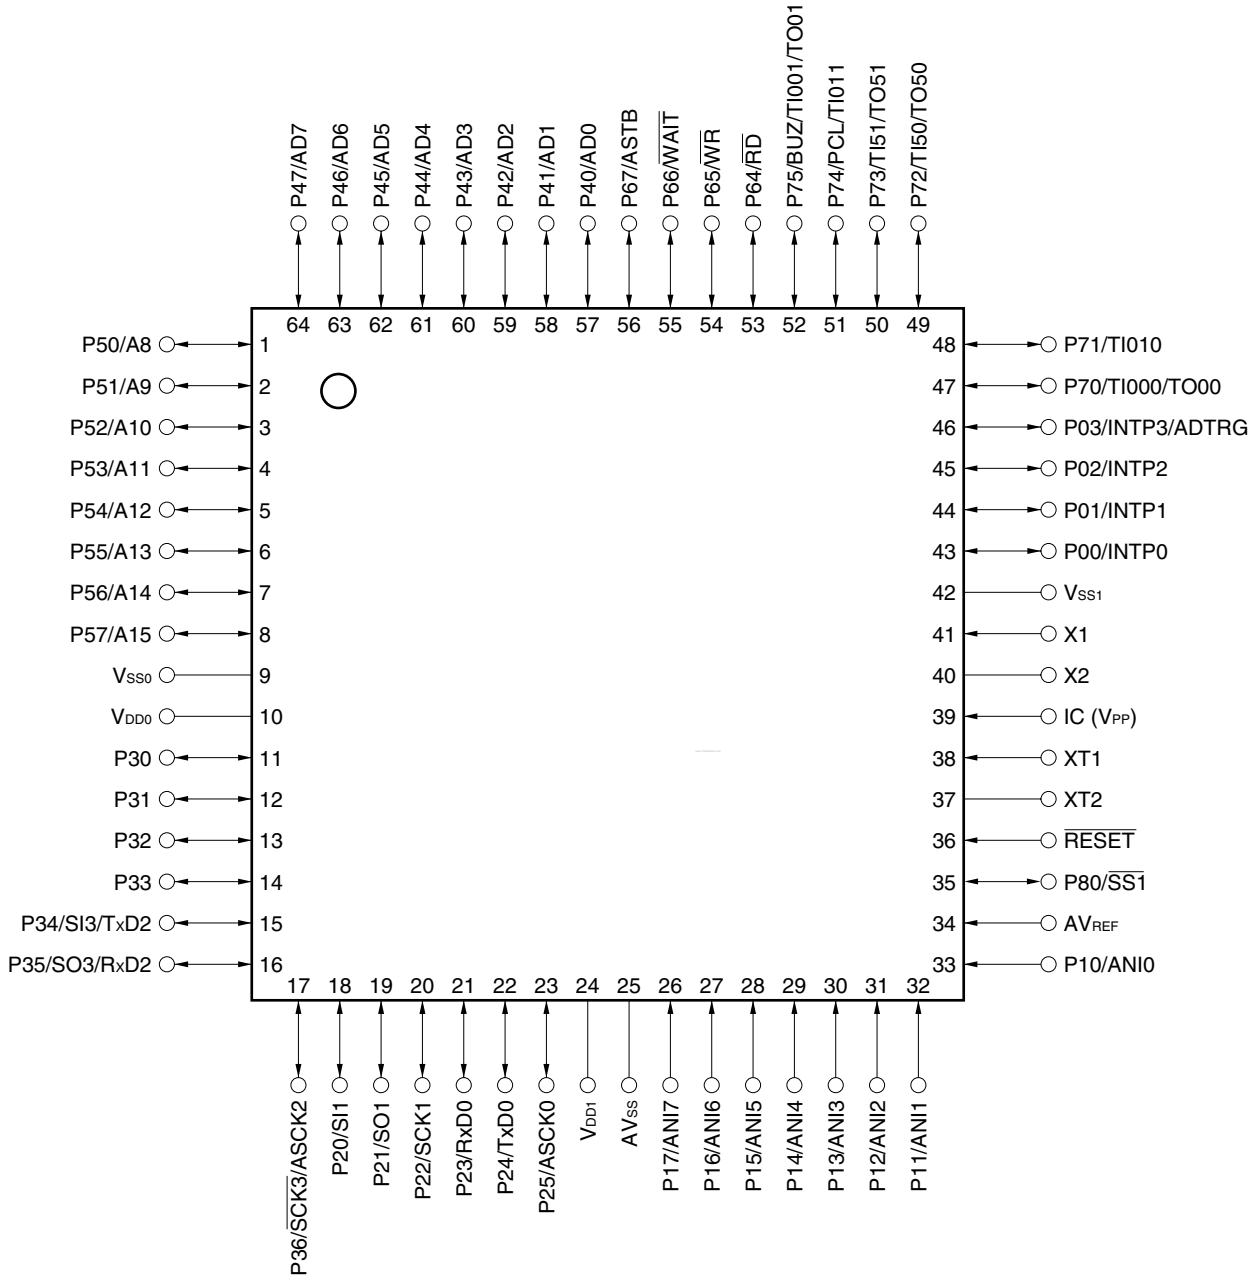 P47/AD7
P46/AD6
P45/AD5
P44/AD4
P43/AD3
P42/AD2
P41/AD1
P40/AD0
P67/ASTB
P66/WAIT
P65/WR
P64/RD
P75/BUZ/TI001/TO01
P74/PCL/TI011
P73/TI51/TO51
P72/TI50/TO50
64 63 62 61 60 59 58 57 56 55 54 53 52 51 50 49
P50/A8 1
P51/A9 2
P52/A10 3
P53/A11 4
P54/A12 5
P55/A13 6
P56/A14 7
P57/A15 8
VSS0 9
VDD0 10
P30 11
P31 12
P32 13
P33 14
P34/SI3/TxD2 15
P35/SO3/RxD2 16
48 P71/TI010
47 P70/TI000/TO00
46 P03/INTP3/ADTRG
45 P02/INTP2
44 P01/INTP1
43 P00/INTP0
42 VSS1
41 X1
40 X2
39 IC (VPP)
38 XT1
37 XT2
36 RESET
35 P80/SS1
34 AVREF
33 P10/ANI0
17 18 19 20 21 22 23 24 25 26 27 28 29 30 31 32
P36/SCK3/ASCK2
P20/SI1
P21/SO1
P22/SCK1
P23/RxD0
P24/TxD0
P25/ASCK0
VDD1
AVSS
P17/ANI7
P16/ANI6
P15/ANI5
P14/ANI4
P13/ANI3
P12/ANI2
P11/ANI1